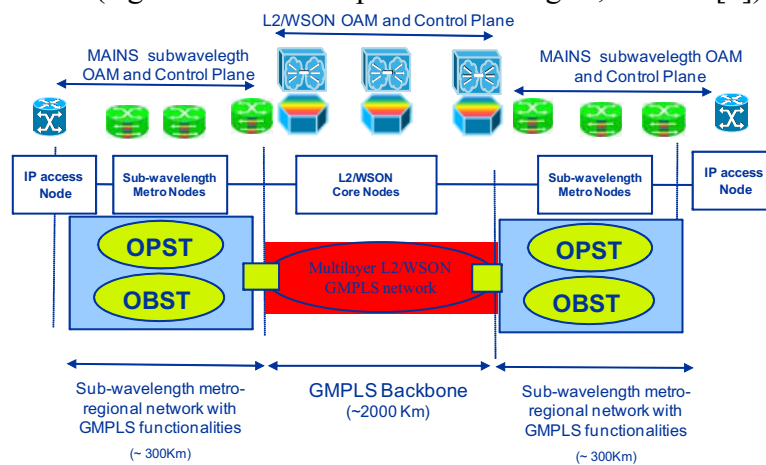 L2/WSON OAM and Control Plane
MAINS subwavelegth
OAM and Control Plane
MAINS subwavelegth OAM
and Control Plane
IP access
Node
Sub-wavelength
Metro Nodes
L2/WSON
Core Nodes
Sub-wavelength
Metro Nodes
IP access
Node
OPST
OBST
Multilayer L2/WSON
GMPLS network
OPST
OBST
Sub-wavelength metro-
regional network with
GMPLS functionalities
(~ 300Km)
GMPLS Backbone
(~2000 Km)
Sub-wavelength metro-
regional network with
GMPLS functionalities
(~ 300Km)